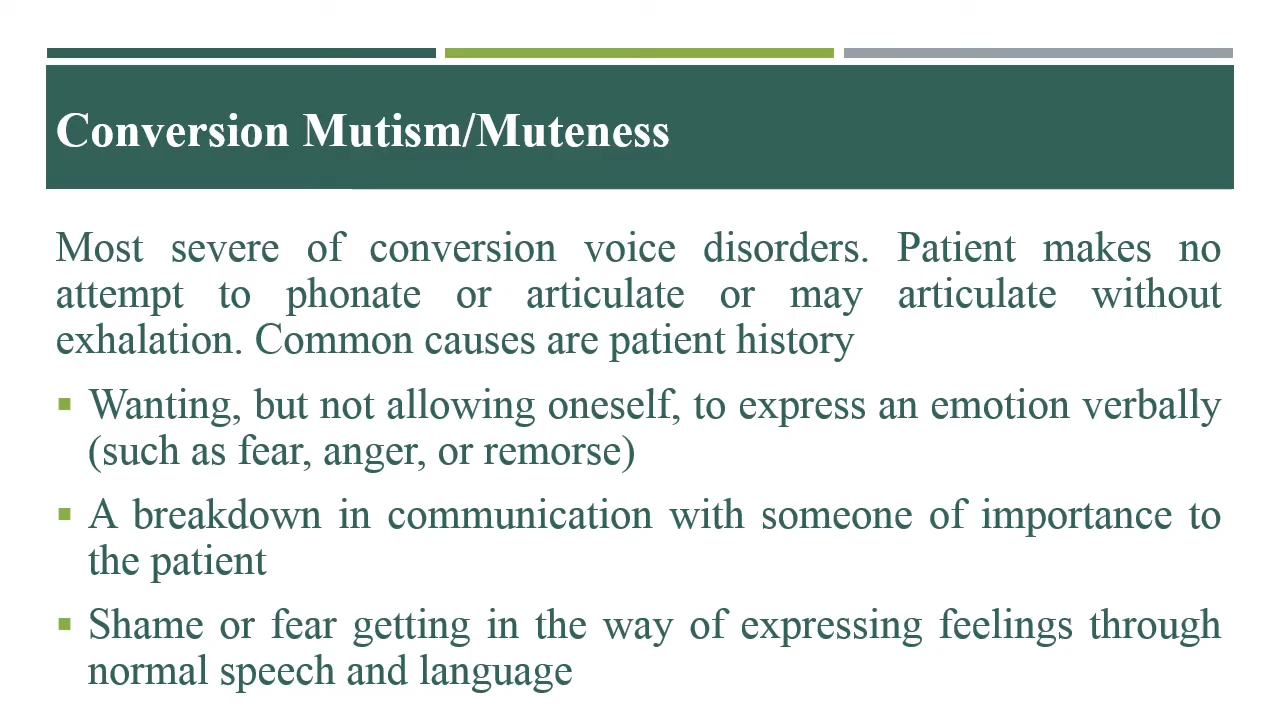 Conversion Mutism/Muteness
Most severe of conversion voice disorders. Patient makes no
attempt to phonate or articulate or may articulate without
exhalation. Common causes are patient history
▪ Wanting, but not allowing oneself, to express an emotion verbally
(such as fear, anger, or remorse)
▪ A breakdown in communication with someone of importance to
the patient
▪ Shame or fear getting in the way of expressing feelings through
normal speech and language